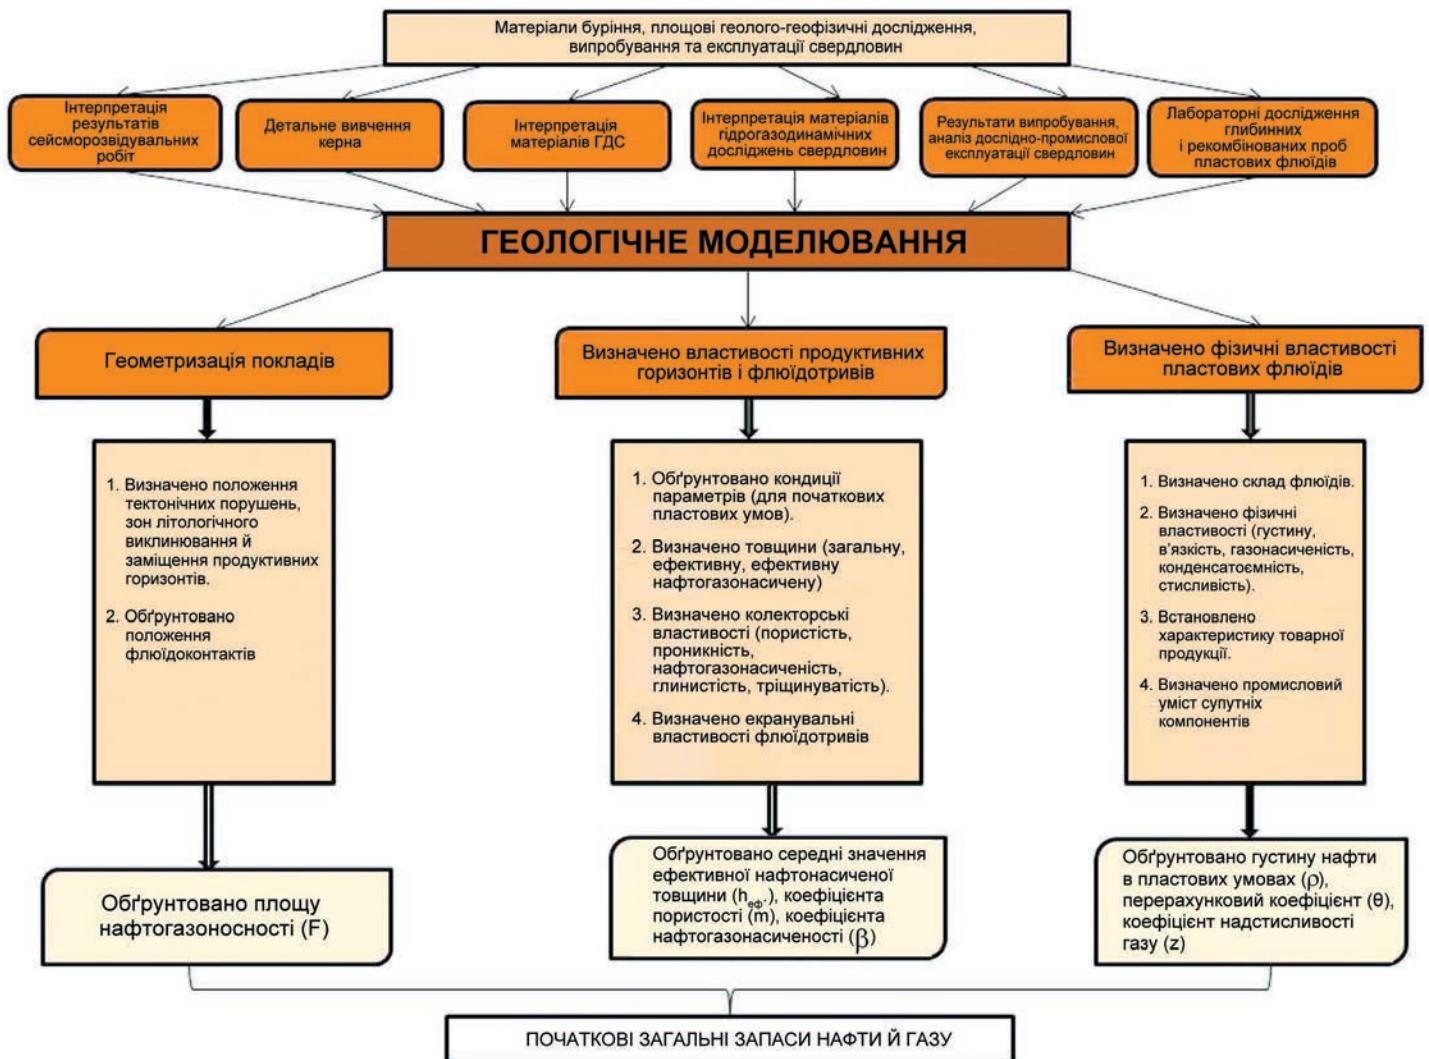 Матеріали буріння, площові геолого-геофізичні дослідження,
випробування та експлуатації свердловин
Інтерпретація
результатів
сейсморозвідувальних
робіт
Детальне вивчення
керна
Інтерпретація
матеріалів ГДС
Інтерпретація матеріалів
гідрогазодинамічних
досліджень свердловин
Результати випробування,
аналіз дослідно-промислової
експлуатації свердловин
Лабораторні дослідження
глибинних
і рекомбінованих проб
пластових флюїдів
ГЕОЛОГІЧНЕ МОДЕЛЮВАННЯ
Геометризація покладів
Визначено властивості продуктивних
горизонтів і флюїдотривів
Визначено фізичні властивості
пластових флюїдів
1. Визначено положення
тектонічних порушень,
зон літологічного
виклинювання й
заміщення продуктивних
горизонтів.
2. Обґрунтовано
положення
флюїдоконтактів
1. Обґрунтовано кондиції
параметрів (для початкових
пластових умов).
2. Визначено товщини (загальну,
ефективну, ефективну
нафтогазонасичену)
3. Визначено колекторські
властивості (пористість,
проникність,
нафтогазонасиченість,
глинистість, тріщинуватість).
4. Визначено екранувальні
властивості флюїдотривів
1. Визначено склад флюїдів.
2. Визначено фізичні
властивості (густину,
в’язкість, газонасиченість,
конденсатоємність,
стисливість).
3. Встановлено
характеристику товарної
продукції.
4. Визначено промисловий
уміст супутніх
компонентів
Обґрунтовано площу
нафтогазоносності (F)
Обґрунтовано середні значення
ефективної нафтонасиченої
товщини (hеф.), коефіцієнта
пористості (m), коефіцієнта
нафтогазонасиченості (β)
Обґрунтовано густину нафти
в пластових умовах (ρ),
перерахунковий коефіцієнт (θ),
коефіцієнт надстисливості
газу (z)
ПОЧАТКОВІ ЗАГАЛЬНІ ЗАПАСИ НАФТИ Й ГАЗУ